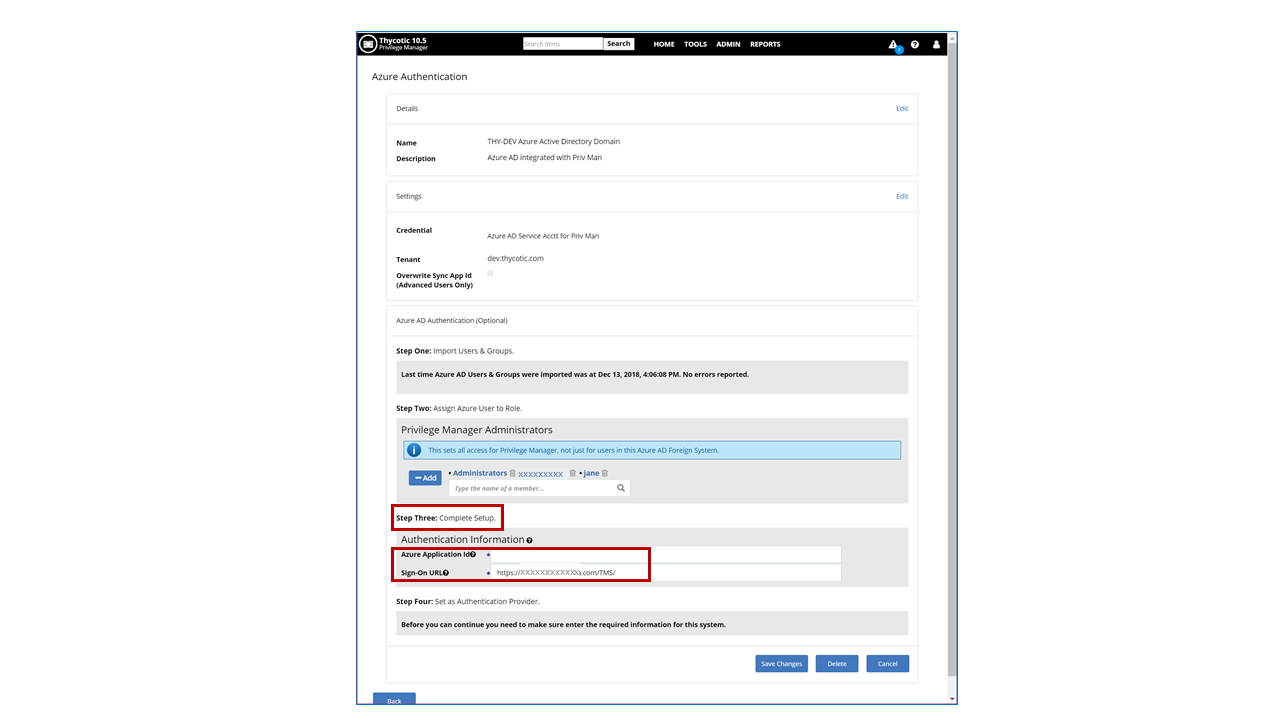 Thycotic 10.5
Privilege Manager
Search Items
Search
HOME TOOLS ADMIN REPORTS
Azure Authentication
Details Edit
Name THY-DEV Azure Active Directory Domain
Description Azure AD integrated with Priv Man
Settings Edit
Credential Azure AD Service Acctt for Priv Man
Tenant dev.thycotic.com
Overwrite Sync App Id
(Advanced Users Only)
Azure AD Authentication (Optional)
Step One: Import Users & Groups.
Last time Azure AD Users & Groups were imported was at Dec 13, 2018, 4:06:08 PM. No errors reported.
Step Two: Assign Azure User to Role.
Privilege Manager Administrators
This sets all access for Privilege Manager, not just for users in this Azure AD Foreign System.
Add • Administrators xxxxxxxxx • jane
Type the name of a member...
Step Three: Complete Setup.
Authentication Information
Azure Application Id *
Sign-On URL * https://XXXXXXXXXXXX.com/TMS/
Step Four: Set as Authentication Provider.
Before you can continue you need to make sure enter the required information for this system.
Save Changes Delete Cancel
Back